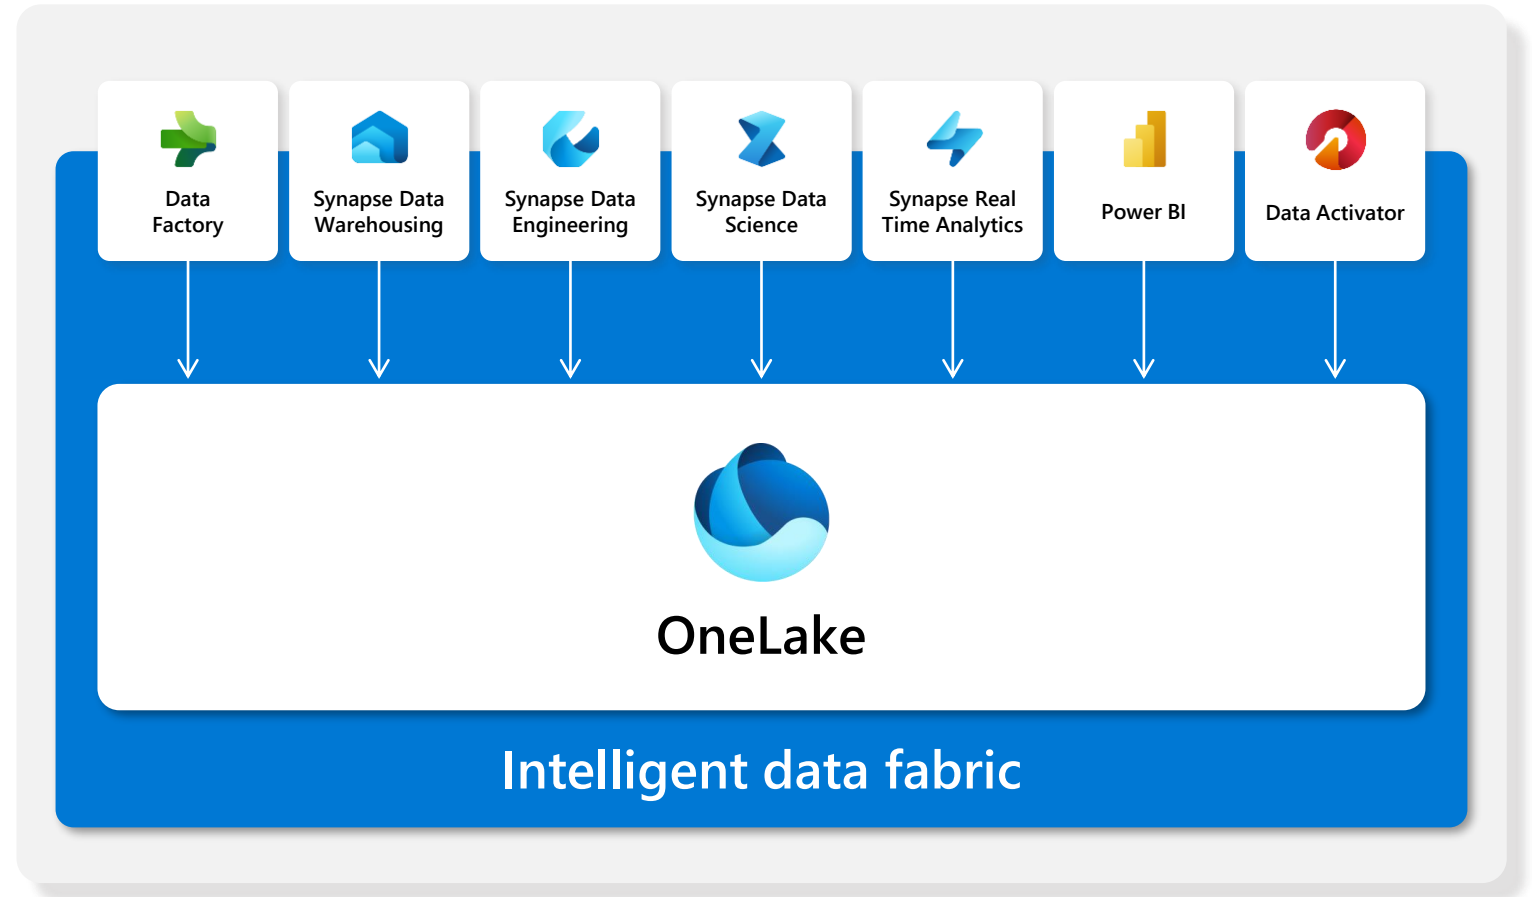 Data
Factory
Synapse Data
Warehousing
Synapse Data
Engineering
Synapse Data
Science
Synapse Real
Time Analytics
Power BI
Data Activator
OneLake
Intelligent data fabric